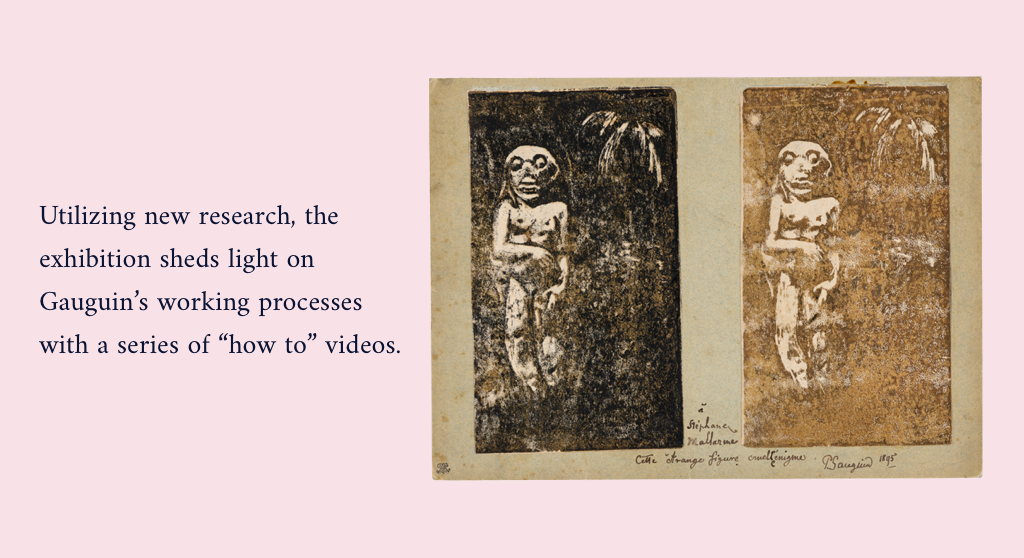 Utilizing new research, the
exhibition sheds light on
Gauguin’s working processes
with a series of “how to” videos.
à
Stéphane
Mallarmé
Cette étrange figure cruelle énigme.
P Gauguin 1895